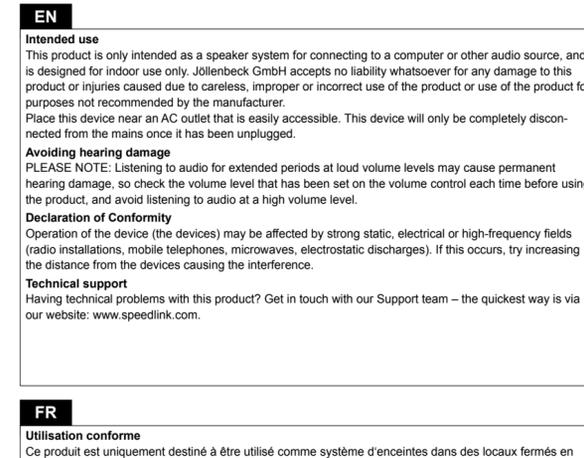 EN
Intended use
This product is only intended as a speaker system for connecting to a computer or other audio source, and
is designed for indoor use only. Jöllenbeck GmbH accepts no liability whatsoever for any damage to this
product or injuries caused due to careless, improper or incorrect use of the product or use of the product fo
purposes not recommended by the manufacturer.
Place this device near an AC outlet that is easily accessible. This device will only be completely discon-
nected from the mains once it has been unplugged.
Avoiding hearing damage
PLEASE NOTE: Listening to audio for extended periods at loud volume levels may cause permanent
hearing damage, so check the volume level that has been set on the volume control each time before usin
the product, and avoid listening to audio at a high volume level.
Declaration of Conformity
Operation of the device (the devices) may be affected by strong static, electrical or high-frequency fields
(radio installations, mobile telephones, microwaves, electrostatic discharges). If this occurs, try increasing
the distance from the devices causing the interference.
Technical support
Having technical problems with this product? Get in touch with our Support team – the quickest way is via
our website: www.speedlink.com.
FR
Utilisation conforme
Ce produit est uniquement destiné à être utilisé comme système d'enceintes dans des locaux fermés en